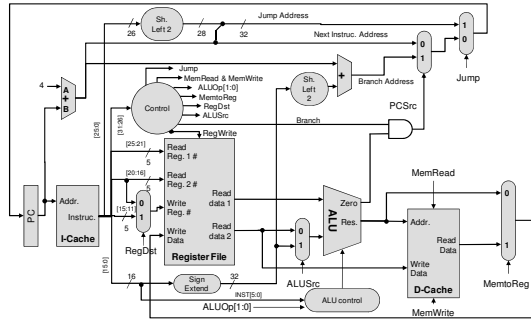 Sh.
Left 2
26
28
32
Jump Address
Next Instruc. Address
1
0
0
1
Jump
4
A
+
B
[25:0]
[31:26]
Control
Jump
MemRead & MemWrite
ALUOp[1:0]
MemtoReg
RegDst
ALUSrc
RegWrite
Sh.
Left
2
+
Branch Address
PCSrc
Branch
PC
Addr.
Instruc.
I-Cache
[25:21]
5
[20:16]
5
[15:11]
5
0
1
RegDst
Read
Reg. 1 #
Read
Reg. 2 #
Write
Reg. #
Write
Data
Read
data 1
Read
data 2
Register File
0
1
ALUSrc
ALU
Zero
Res.
MemRead
Addr.
Read
Data
Write
Data
D-Cache
MemWrite
0
1
MemtoReg
[15:0]
16
Sign
Extend
32
INST[5:0]
ALUOp[1:0]
ALU control